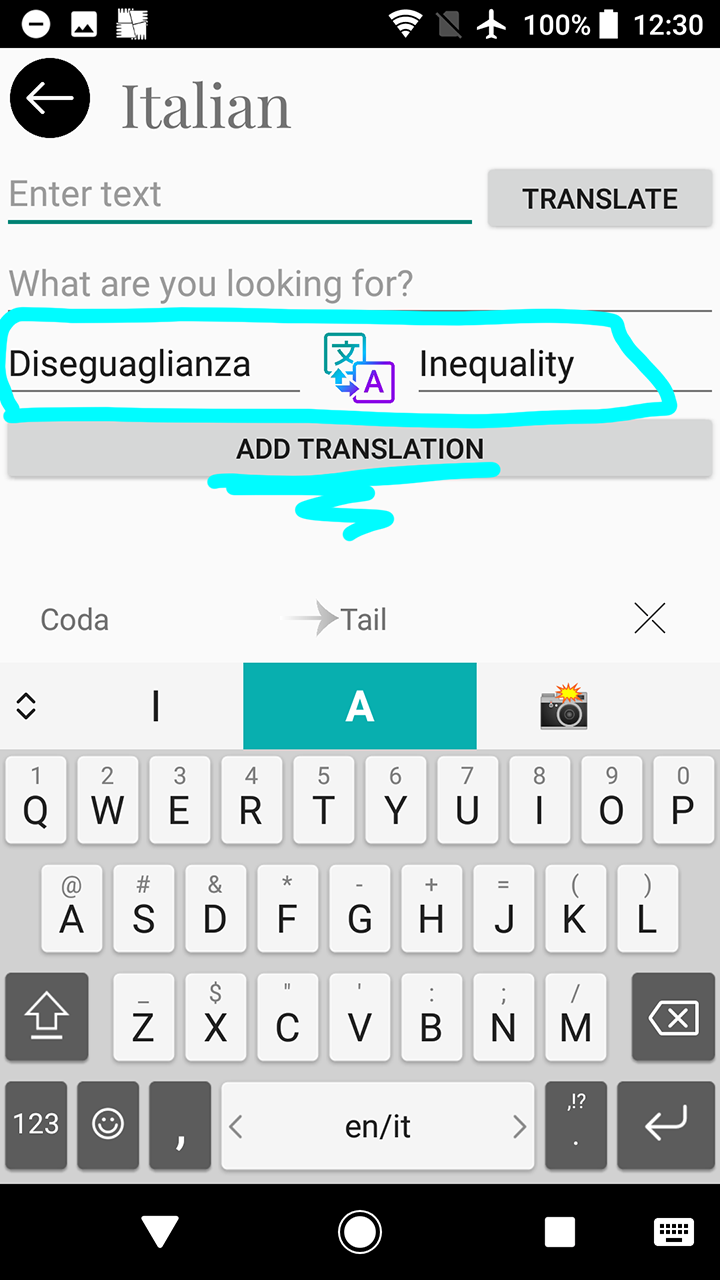 100% 12:30
Italian
Enter text TRANSLATE
What are you looking for?
Diseguaglianza 文 A Inequality
ADD TRANSLATION
Coda Tail
I A
1 2 3 4 5 6 7 8 9 0
Q W E R T Y U I O P
@ # & * - + = ( )
A S D F G H J K L
_ $ " ' : ; /
Z X C V B N M
123 , < en/it > ,!? .